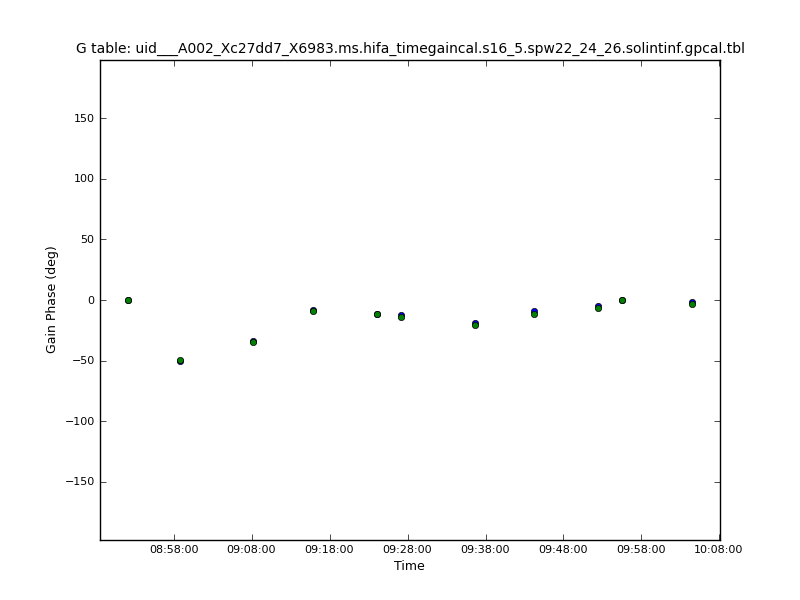 G table: uid___A002_Xc27dd7_X6983.ms.hifa_timegaincal.s16_5.spw22_24_26.solintinf.gpcal.tbl
150
100
50
0
−50
−100
−150
Gain Phase (deg)
08:58:00 09:08:00 09:18:00 09:28:00 09:38:00 09:48:00 09:58:00 10:08:00
Time